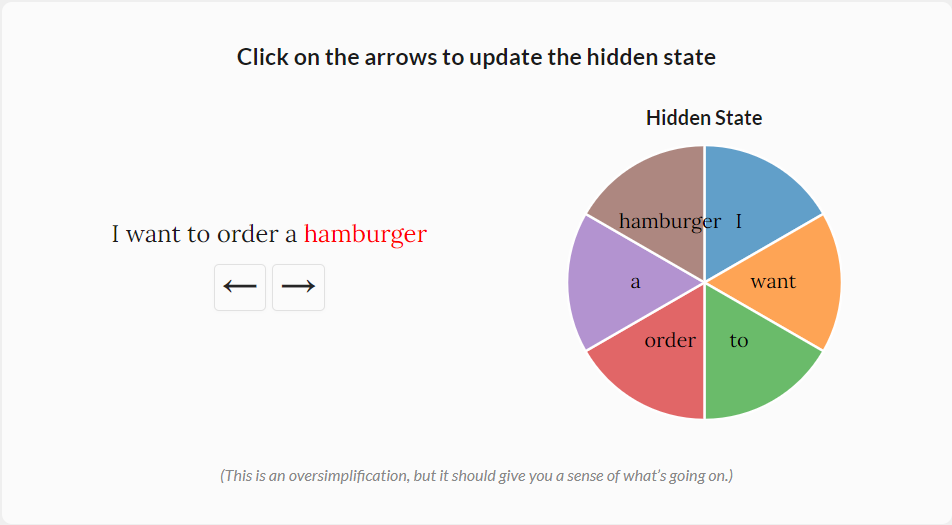 Click on the arrows to update the hidden state
Hidden State
I want to order a hamburger
← →
hamburger I
a want
order to
(This is an oversimplification, but it should give you a sense of what's going on.)